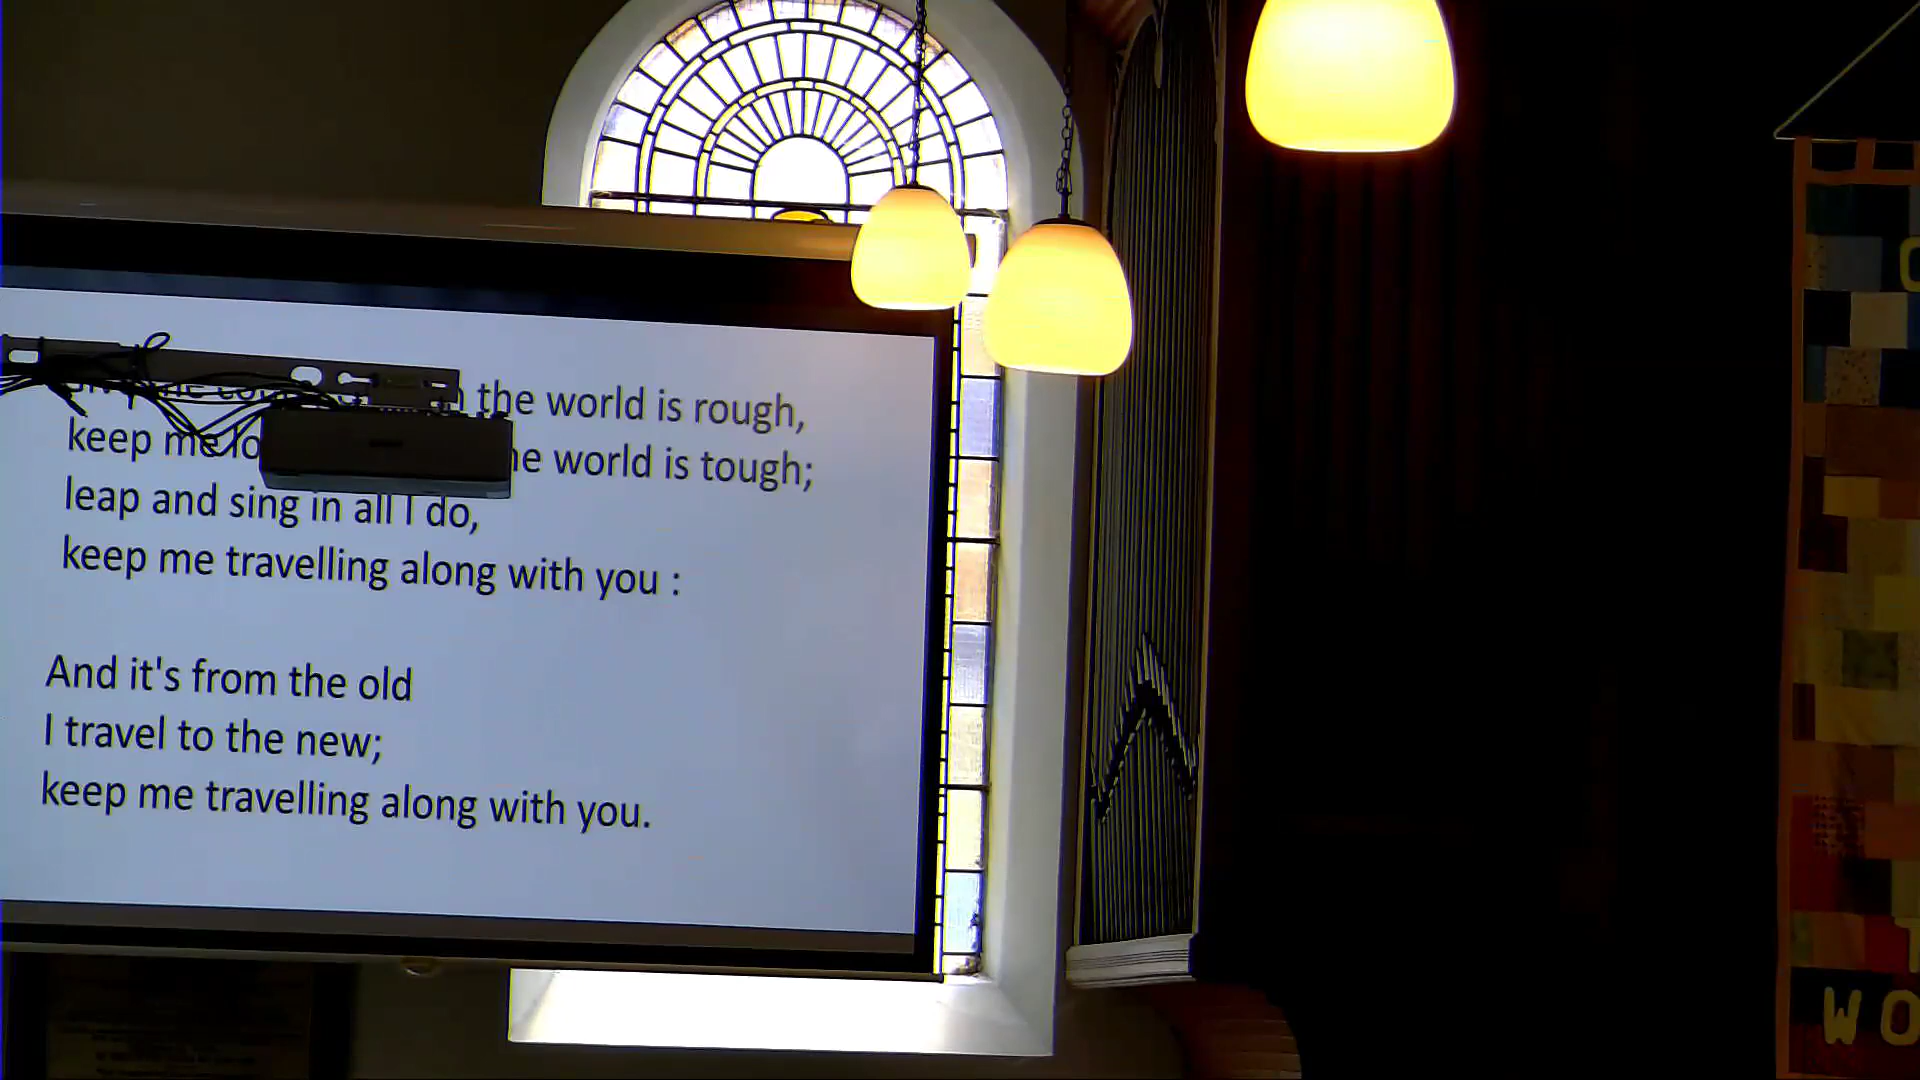 the world is rough,
keep me world is tough;
leap and sing in all I do,
keep me travelling along with you :
And it's from the old
I travel to the new;
keep me travelling along with you.
WO